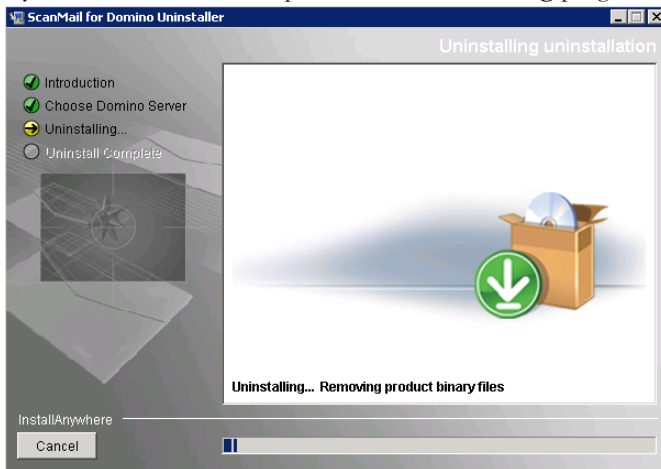 ScanMail for Domino Uninstaller
Uninstalling uninstallation
Introduction
Choose Domino Server
Uninstalling...
Uninstall Complete
Uninstalling... Removing product binary files
InstallAnywhere
Cancel